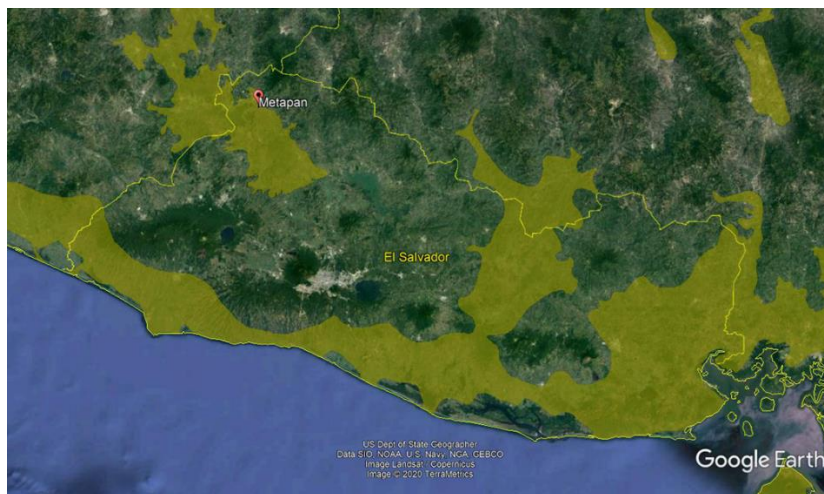 Metapan
El Salvador
US Dept of State Geographer
Data SIO, NOAA, U.S. Navy, NGA, GEBCO
Image Landsat / Copernicus
Image © 2020 TerraMetrics
Google Earth